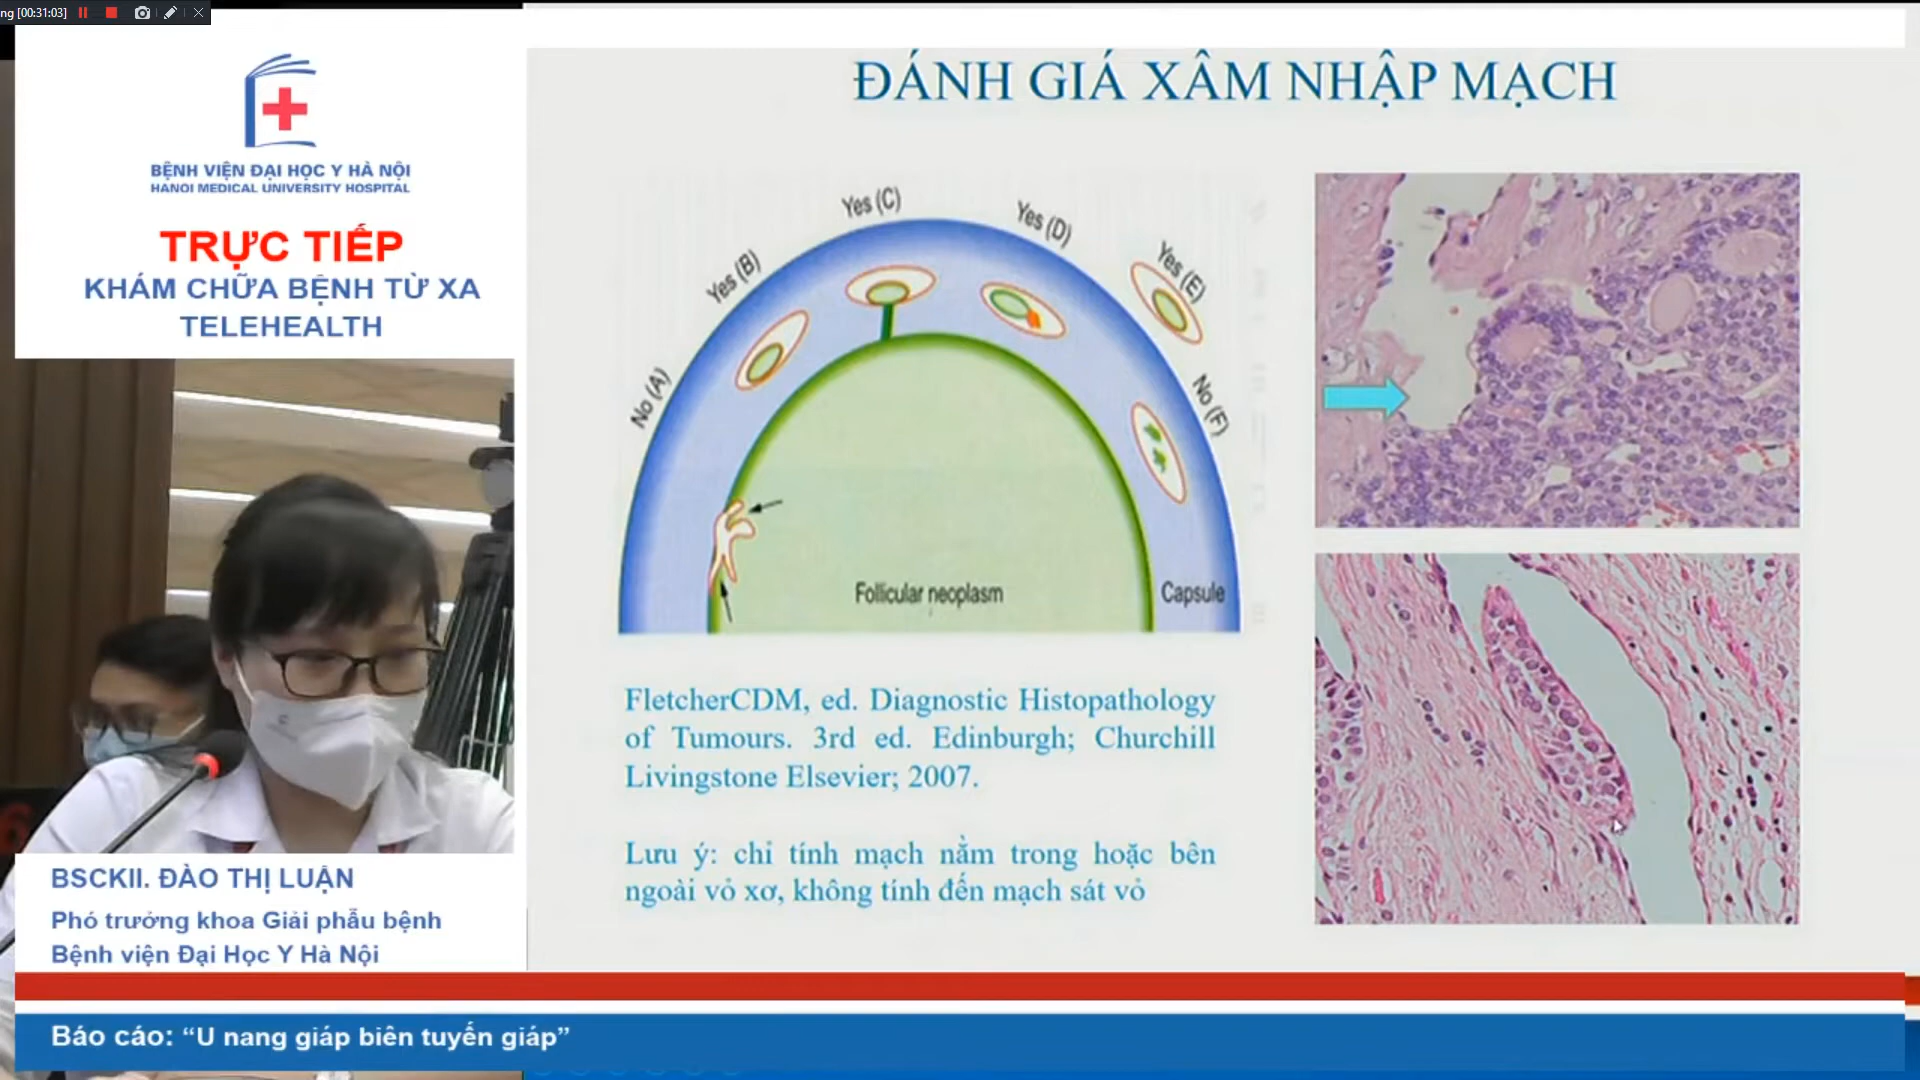 ng [00:31:03]
BỆNH VIỆN ĐẠI HỌC Y HÀ NỘI
HANOI MEDICAL UNIVERSITY HOSPITAL
TRỰC TIẾP
KHÁM CHỮA BỆNH TỪ XA
TELEHEALTH
ĐÁNH GIÁ XÂM NHẬP MẠCH
No (A)
Yes (B)
Yes (C)
Yes (D)
Yes (E)
No (F)
Follicular neoplasm
Capsule
FletcherCDM, ed. Diagnostic Histopathology
of Tumours. 3rd ed. Edinburgh; Churchill
Livingstone Elsevier; 2007.
Lưu ý: chỉ tính mạch nằm trong hoặc bên
ngoài vỏ xơ, không tính đến mạch sát vỏ
BSCKII. ĐÀO THỊ LUẬN
Phó trưởng khoa Giải phẫu bệnh
Bệnh viện Đại Học Y Hà Nội
Báo cáo: “U nang giáp biên tuyến giáp”